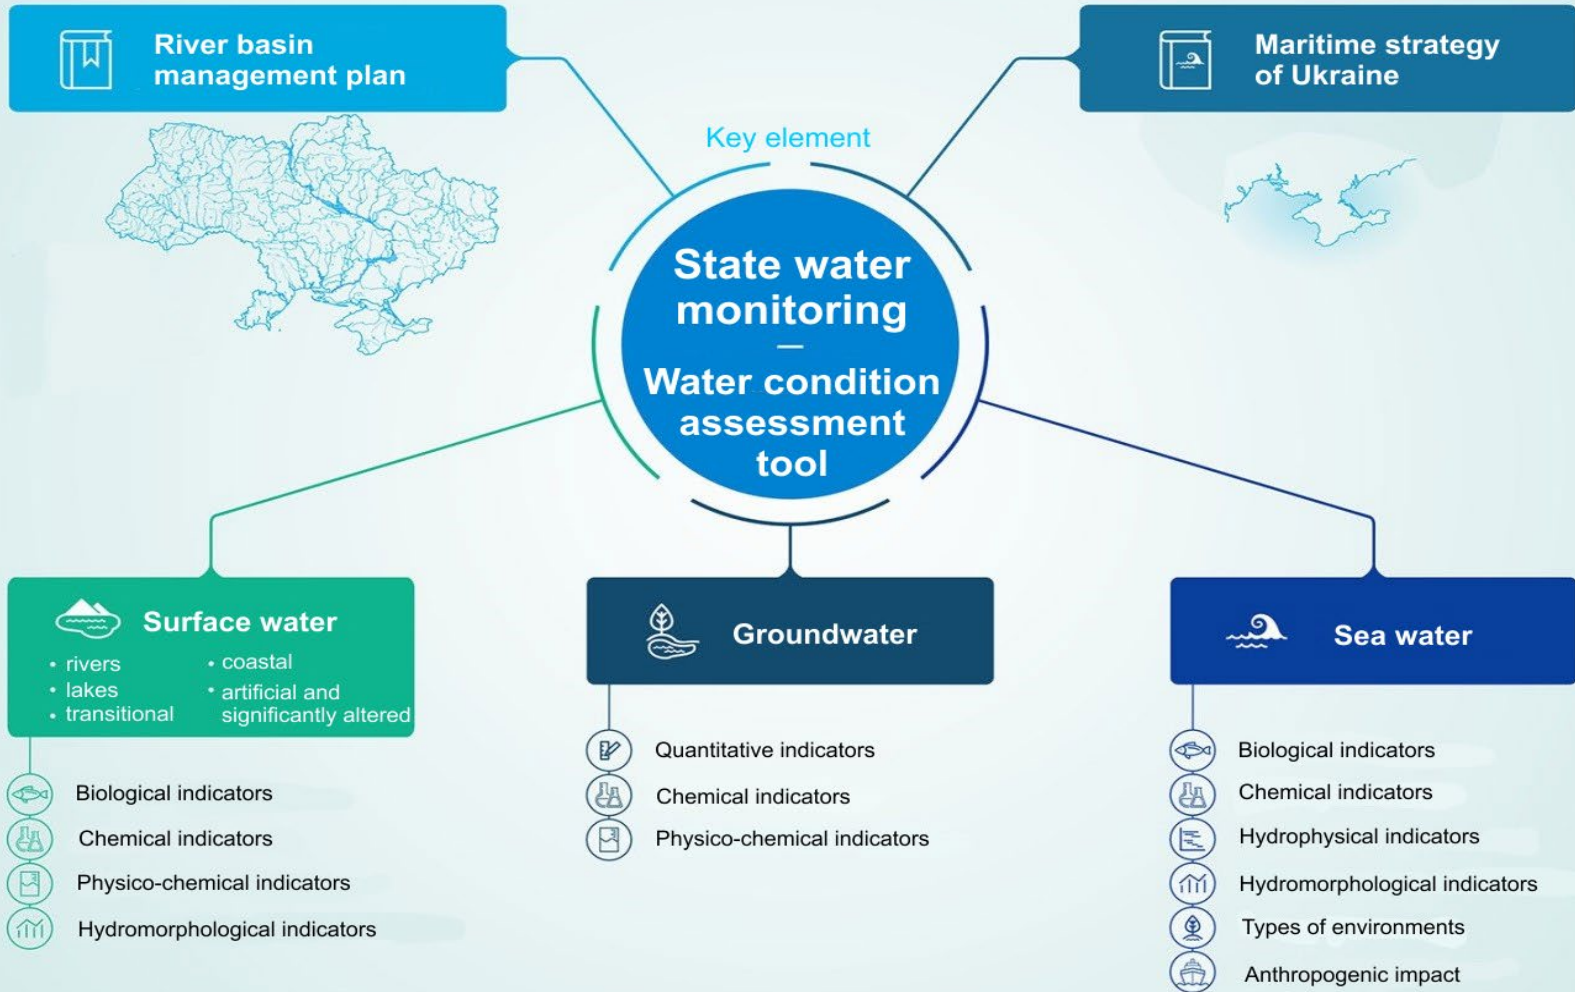 River basin
management plan
Maritime strategy
of Ukraine
Key element
State water
monitoring
—
Water condition
assessment
tool
Surface water
• rivers
• lakes
• transitional
• coastal
• artificial and
significantly altered
Groundwater
Sea water
Biological indicators
Chemical indicators
Physico-chemical indicators
Hydromorphological indicators
Quantitative indicators
Chemical indicators
Physico-chemical indicators
Biological indicators
Chemical indicators
Hydrophysical indicators
Hydromorphological indicators
Types of environments
Anthropogenic impact